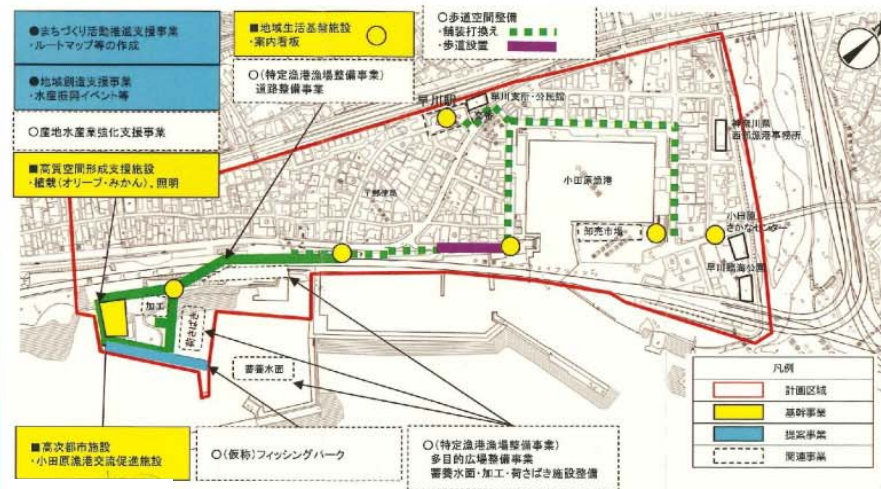 ●まちづくり活動推進支援事業
・ルートマップ等の作成
●地域創造支援事業
・水産振興イベント等
○産地水産業強化支援事業
■高質空間形成支援施設
・植栽(オリーブ・みかん)、照明
■地域生活基盤施設
・案内看板
○(特定漁港漁場整備事業)
道路整備事業
○歩道空間整備
・舗装打換え
・歩道設置
早川駅
早川支所・公民館
神奈川県
西部漁港事務所
小田原漁港
卸売市場
小田原
さかなセンター
早川臨海公園
加工
荷さばき
蓄養水面
■高次都市施設
・小田原漁港交流促進施設
○(仮称)フィッシングパーク
○(特定漁港漁場整備事業)
多目的広場整備事業
蓄養水面・加工・荷さばき施設整備
凡例
計画区域
基幹事業
提案事業
関連事業